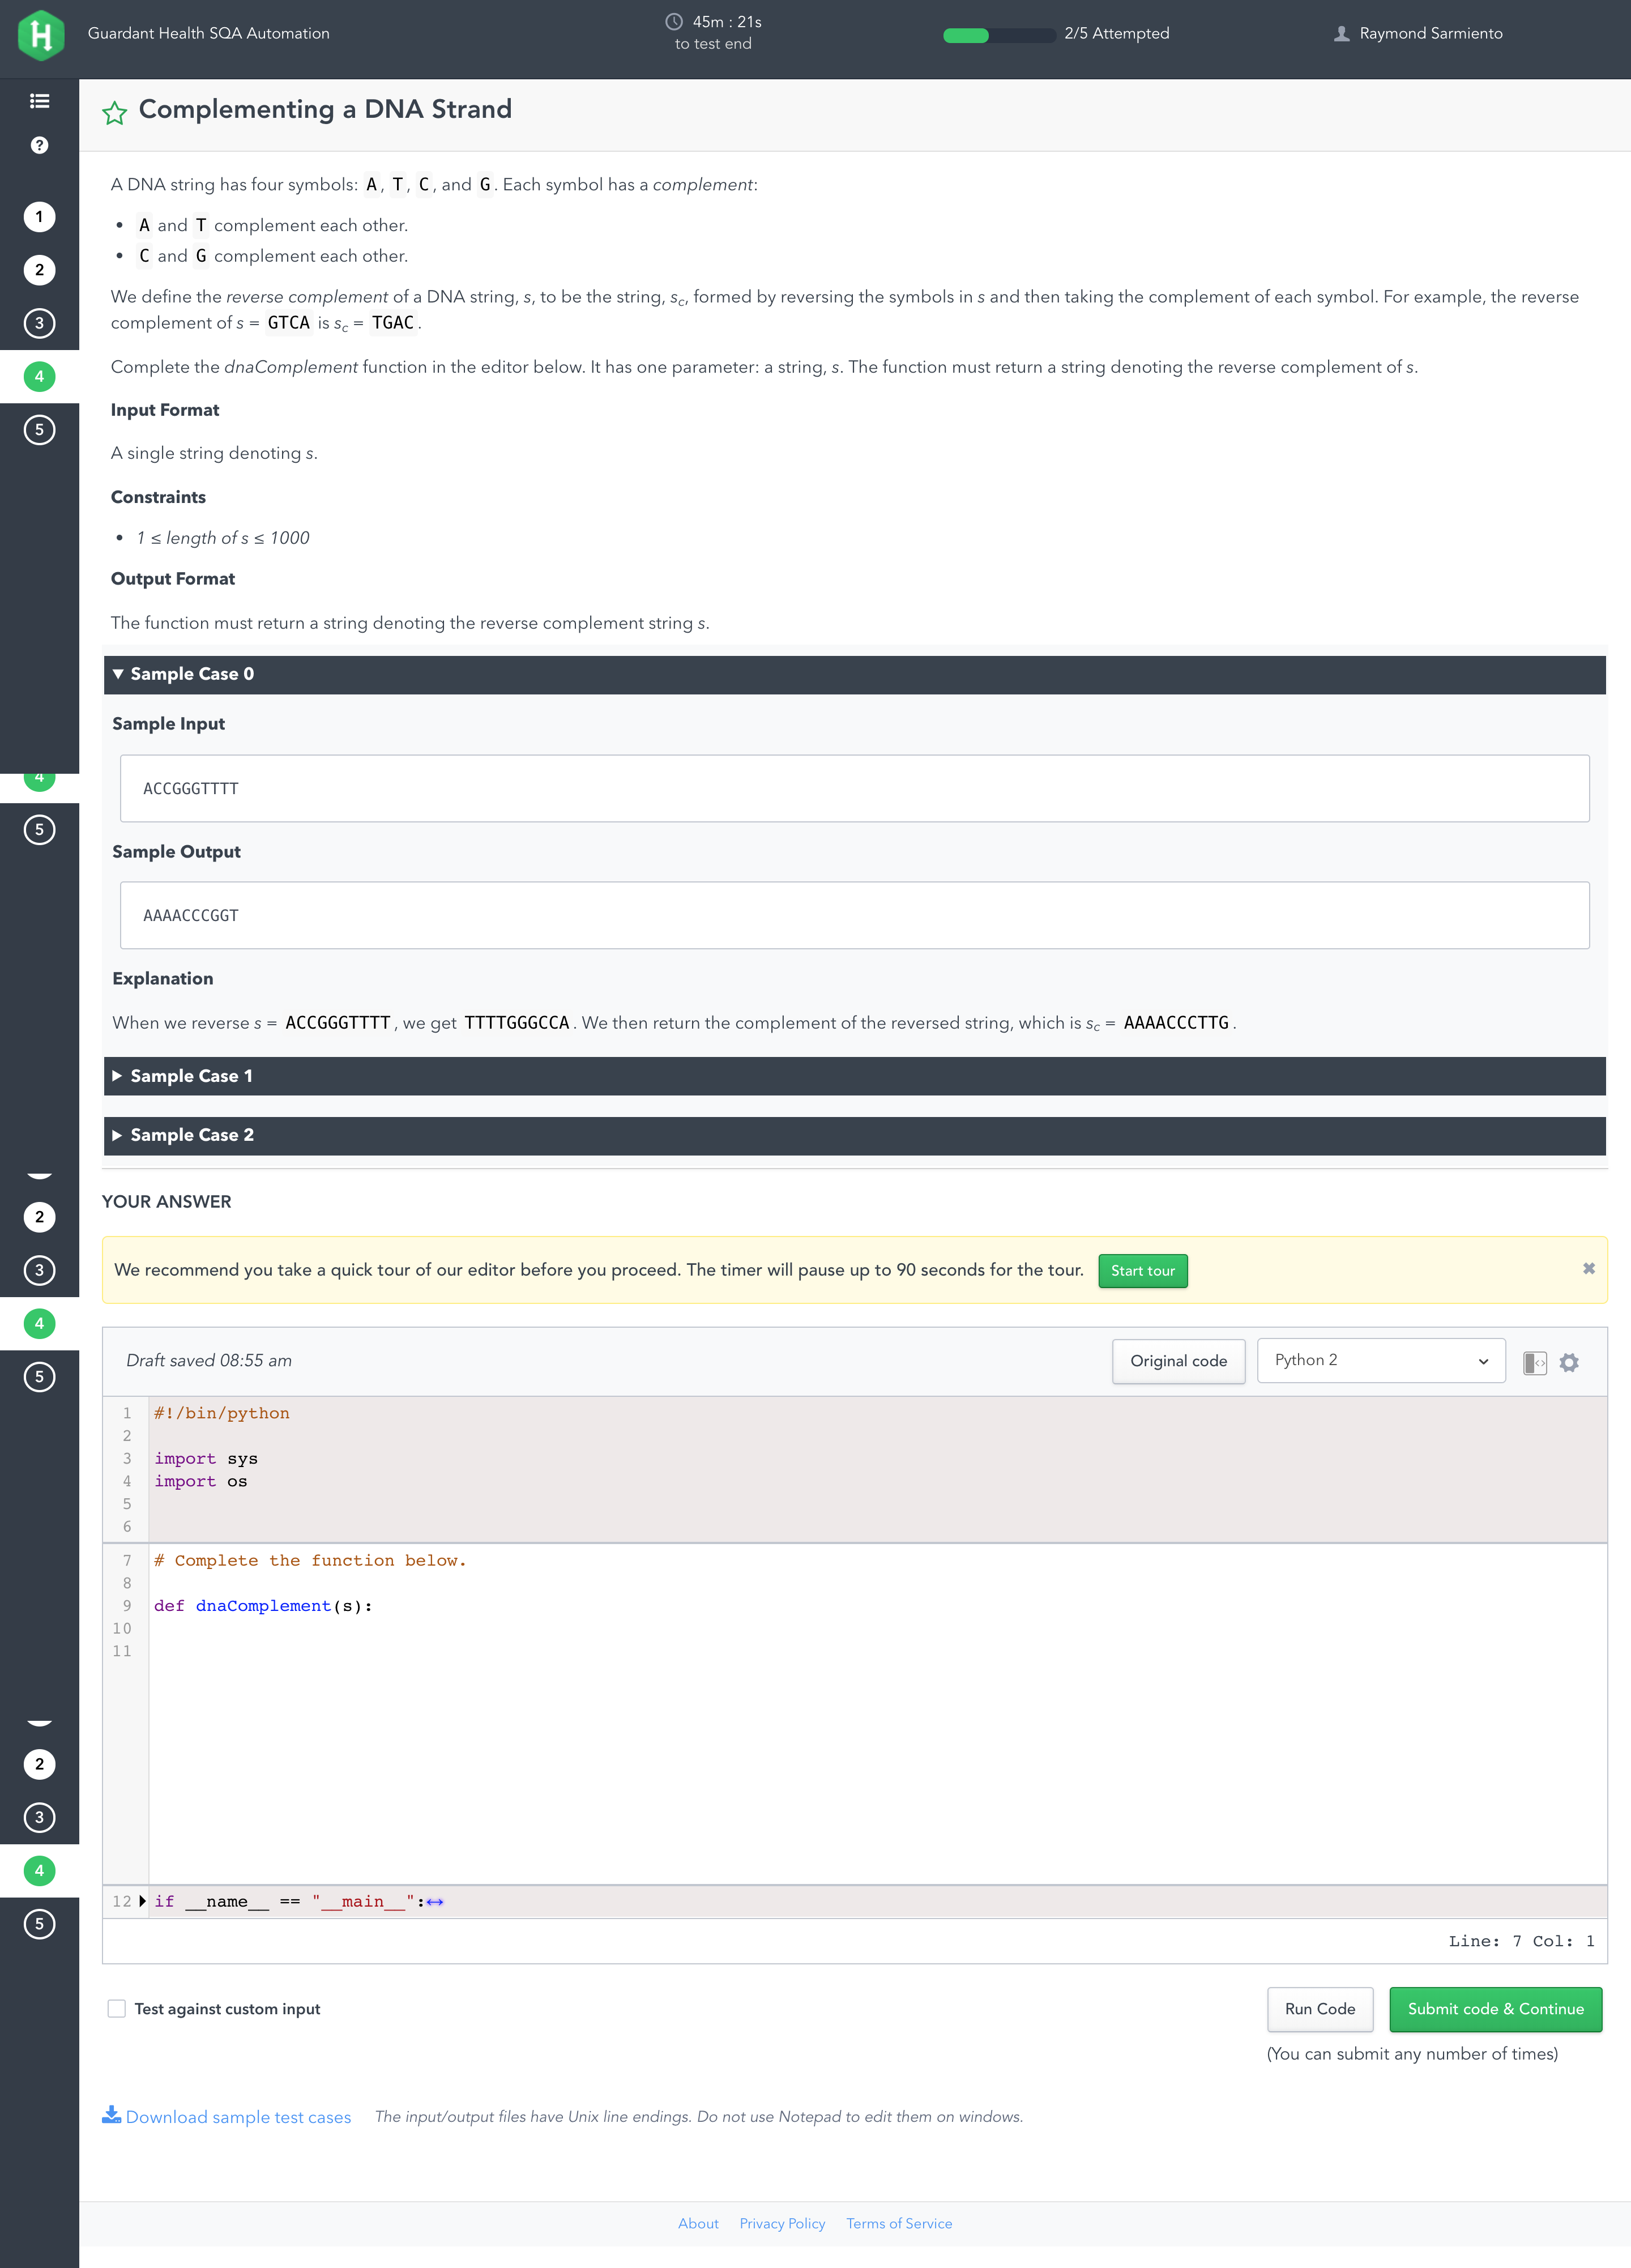 Guardant Health SQA Automation
45m : 21s
to test end
2/5 Attempted
Raymond Sarmiento
Complementing a DNA Strand
?
1
2
3
4
5
A DNA string has four symbols: A, T, C, and G. Each symbol has a complement:
• A and T complement each other.
• C and G complement each other.
We define the reverse complement of a DNA string, s, to be the string, sc, formed by reversing the symbols in s and then taking the complement of each symbol. For example, the reverse
complement of s = GTCA is sc = TGAC.
Complete the dnaComplement function in the editor below. It has one parameter: a string, s. The function must return a string denoting the reverse complement of s.
Input Format
A single string denoting s.
Constraints
• 1 ≤ length of s ≤ 1000
Output Format
The function must return a string denoting the reverse complement string s.
Sample Case 0
Sample Input
4
ACCGGGTTTT
5
Sample Output
AAAACCCGGT
Explanation
When we reverse s = ACCGGGTTTT, we get TTTTGGGCCA. We then return the complement of the reversed string, which is sc = AAAACCCTTG.
Sample Case 1
Sample Case 2
YOUR ANSWER
2
3
4
5
We recommend you take a quick tour of our editor before you proceed. The timer will pause up to 90 seconds for the tour. Start tour
Draft saved 08:55 am
Original code
Python 2
1 #!/bin/python
2
3 import sys
4 import os
5
6
7 # Complete the function below.
8
9 def dnaComplement(s):
10
11
2
3
4
5
12 if __name__ == "__main__":↔
Line: 7 Col: 1
Test against custom input
Run Code
Submit code & Continue
(You can submit any number of times)
Download sample test cases
The input/output files have Unix line endings. Do not use Notepad to edit them on windows.
About
Privacy Policy
Terms of Service